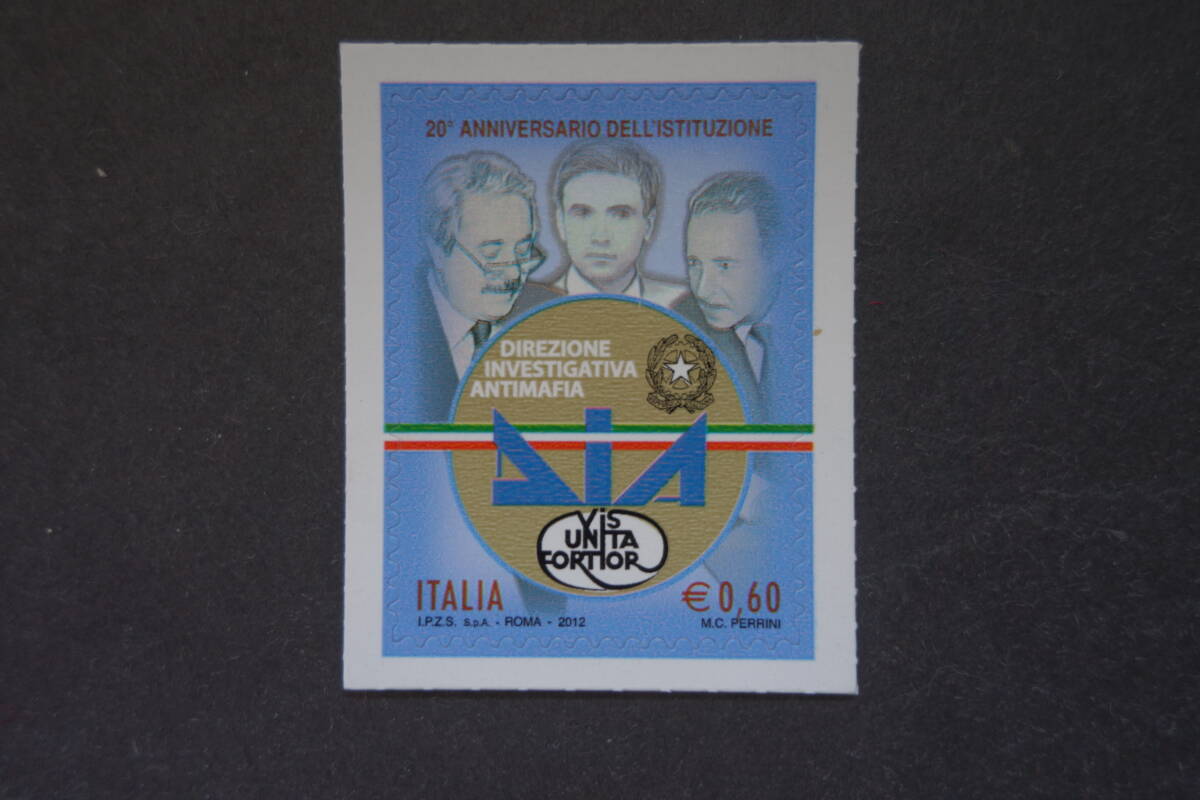 20° ANNIVERSARIO DELL'ISTITUZIONE
DIREZIONE
INVESTIGATIVA
ANTIMAFIA
DIA
VIS
UNITA
FORTIOR
ITALIA
€ 0,60
I.P.Z.S. S.p.A. - ROMA - 2012
M.C. PERRINI